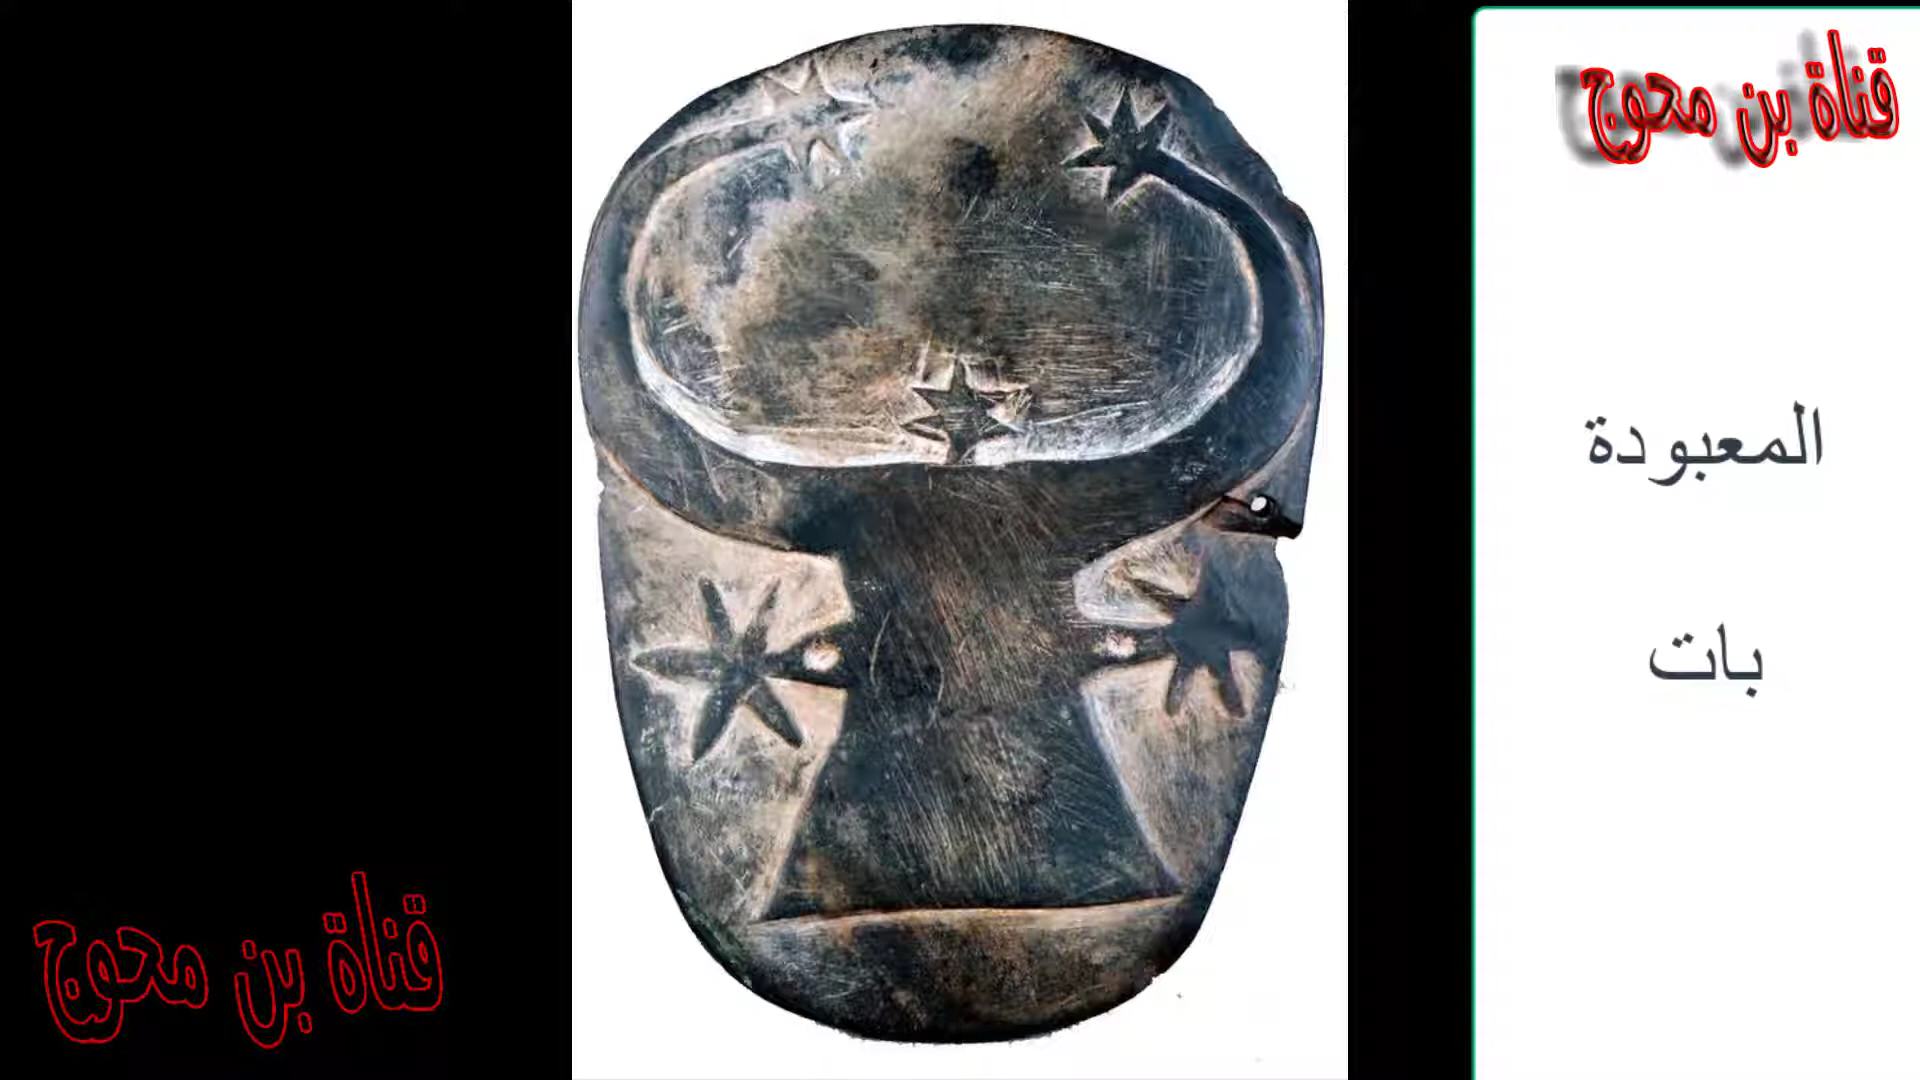 قناة بن محوج
المعبودة
بات
قناة بن محوج